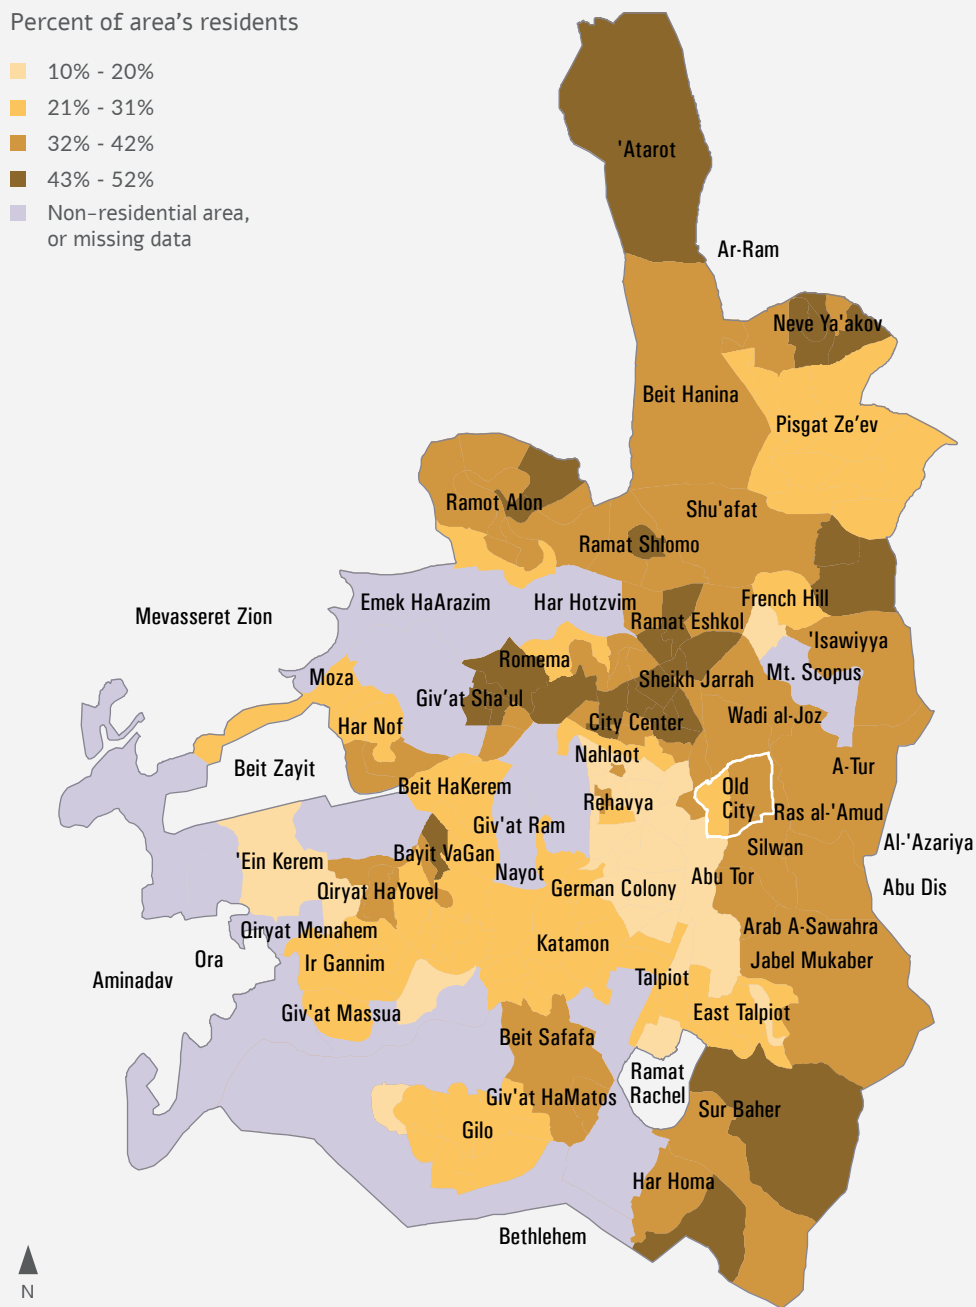 Percent of area’s residents
10% - 20%
21% - 31%
32% - 42%
43% - 52%
Non-residential area,
or missing data
'Atarot
Ar-Ram
Neve Ya'akov
Beit Hanina
Pisgat Ze’ev
Ramot Alon
Shu'afat
Ramat Shlomo
Emek HaArazim
Har Hotzvim
French Hill
Mevasseret Zion
Ramat Eshkol
'Isawiyya
Romema
Moza
Sheikh Jarrah
Mt. Scopus
Giv’at Sha'ul
Har Nof
City Center
Wadi al-Joz
Nahlaot
Beit Zayit
A-Tur
Beit HaKerem
Rehavya
Old
City
Ras al-'Amud
Giv'at Ram
Al-'Azariya
Silwan
Bayit VaGan
'Ein Kerem
Nayot
Abu Tor
Qiryat HaYovel
German Colony
Abu Dis
Qiryat Menahem
Arab A-Sawahra
Ora
Katamon
Ir Gannim
Jabel Mukaber
Aminadav
Talpiot
Giv'at Massua
East Talpiot
Beit Safafa
Ramat
Rachel
Giv'at HaMatos
Sur Baher
Gilo
Har Homa
Bethlehem
N